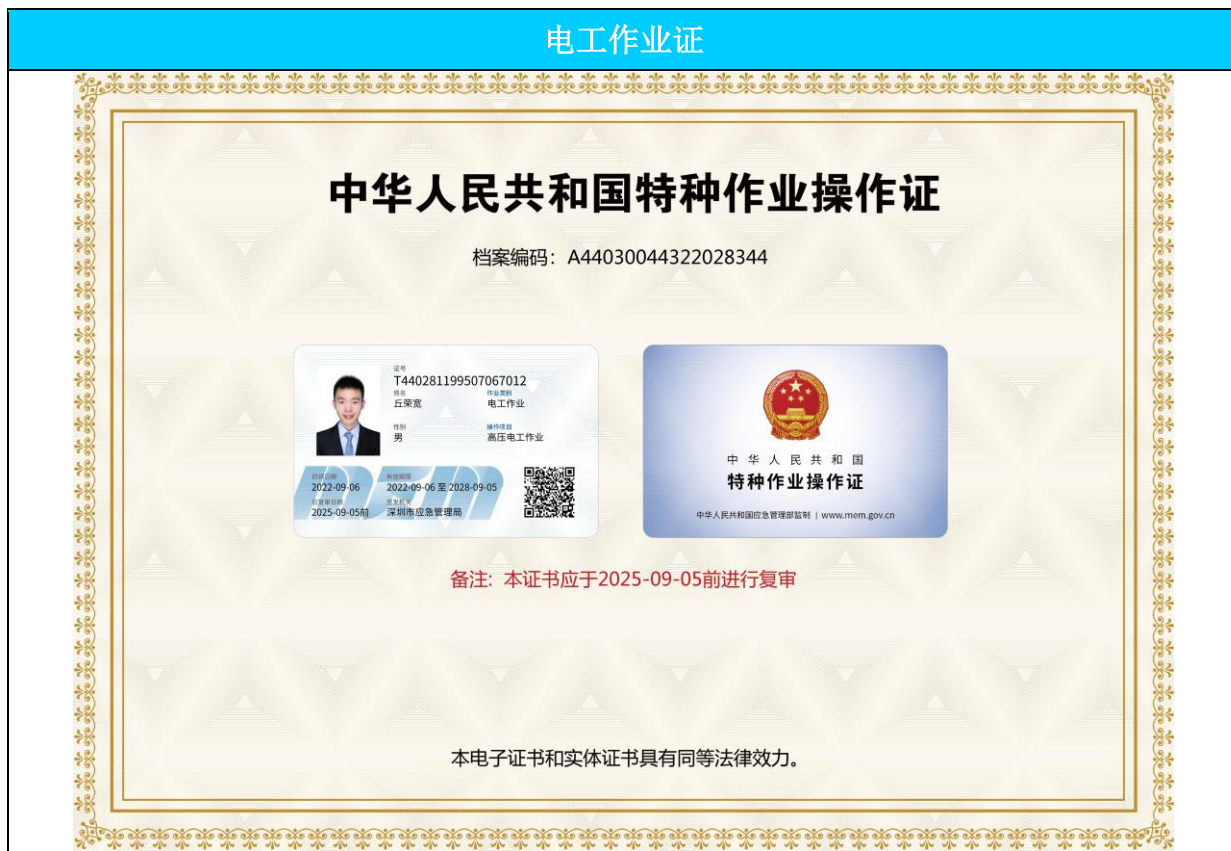 电工作业证
中华人民共和国特种作业操作证
档案编码：A44030044322028344
证号
T440281199507067012
姓名 作业类别
丘荣宽 电工作业
性别 操作项目
男 高压电工作业
初领日期 有效期限
2022-09-06 2022-09-06 至 2028-09-05
应复审日期 签发机关
2025-09-05前 深圳市应急管理局
中华人民共和国
特种作业操作证
中华人民共和国应急管理部监制 | www.mem.gov.cn
备注: 本证书应于2025-09-05前进行复审
本电子证书和实体证书具有同等法律效力。